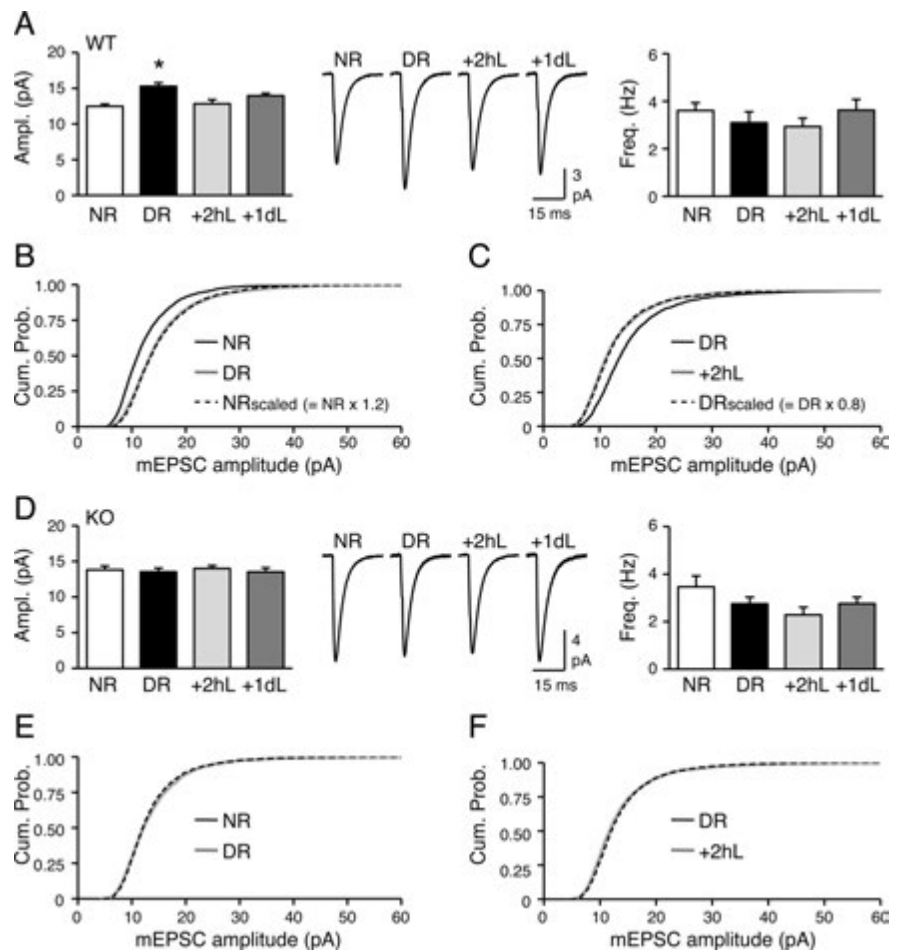 A
WT
Ampl. (pA)
20
15
10
5
0
NR DR +2hL +1dL
*
NR DR +2hL +1dL
3
pA
15 ms
Freq. (Hz)
6
4
2
0
NR DR +2hL +1dL
B
Cum. Prob.
1.00
0.75
0.50
0.25
0
NR
DR
NRscaled (= NR x 1.2)
0 10 20 30 40 50 60
mEPSC amplitude (pA)
C
Cum. Prob.
1.00
0.75
0.50
0.25
0
DR
+2hL
DRscaled (= DR x 0.8)
0 10 20 30 40 50 60
mEPSC amplitude (pA)
D
KO
Ampl. (pA)
20
15
10
5
0
NR DR +2hL +1dL
NR DR +2hL +1dL
4
pA
15 ms
Freq. (Hz)
6
4
2
0
NR DR +2hL +1dL
E
Cum. Prob.
1.00
0.75
0.50
0.25
0
NR
DR
0 10 20 30 40 50 60
mEPSC amplitude (pA)
F
Cum. Prob.
1.00
0.75
0.50
0.25
0
DR
+2hL
0 10 20 30 40 50 60
mEPSC amplitude (pA)